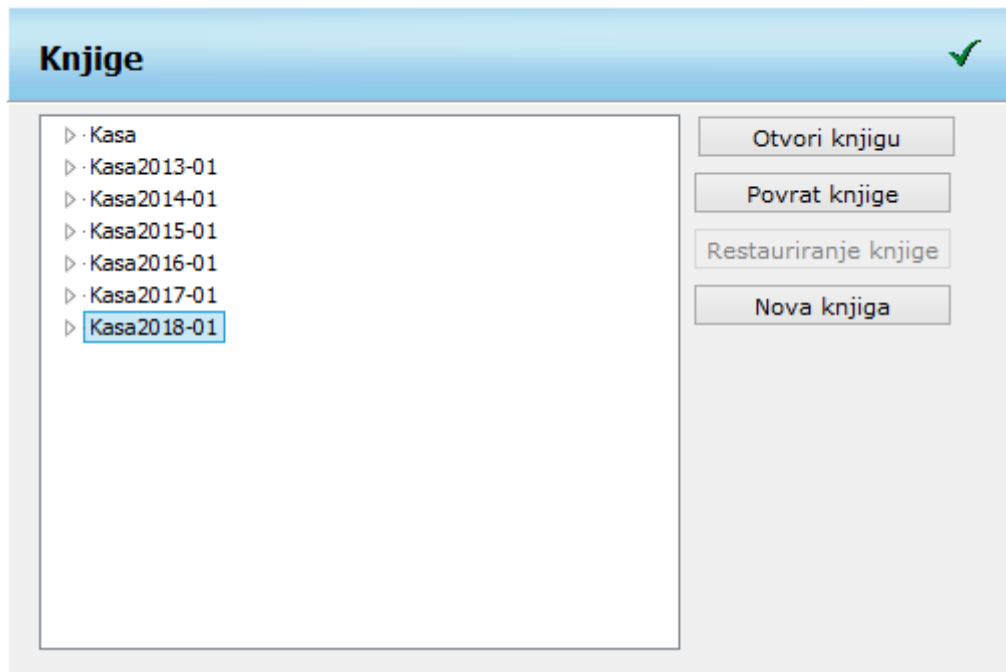 Knjige
Kasa
Kasa2013-01
Kasa2014-01
Kasa2015-01
Kasa2016-01
Kasa2017-01
Kasa2018-01
Otvori knjigu
Povrat knjige
Restauriranje knjige
Nova knjiga